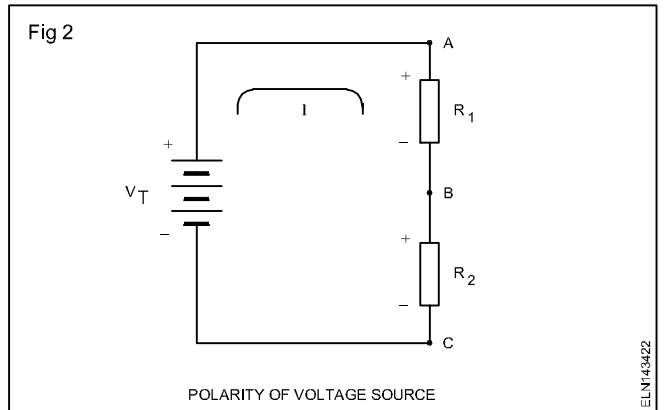 Fig 2
A
+
I
R1
+
–
VT
B
+
–
R2
–
C
POLARITY OF VOLTAGE SOURCE
ELN143422